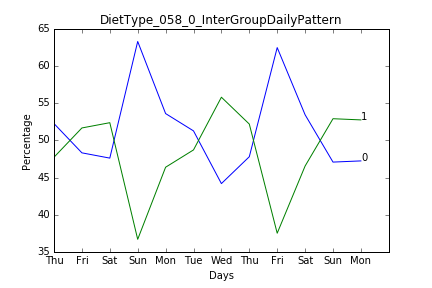 DietType_058_0_InterGroupDailyPattern
65
60
55
50
45
40
35
Percentage
1
0
Thu Fri Sat Sun Mon Tue Wed Thu Fri Sat Sun Mon
Days